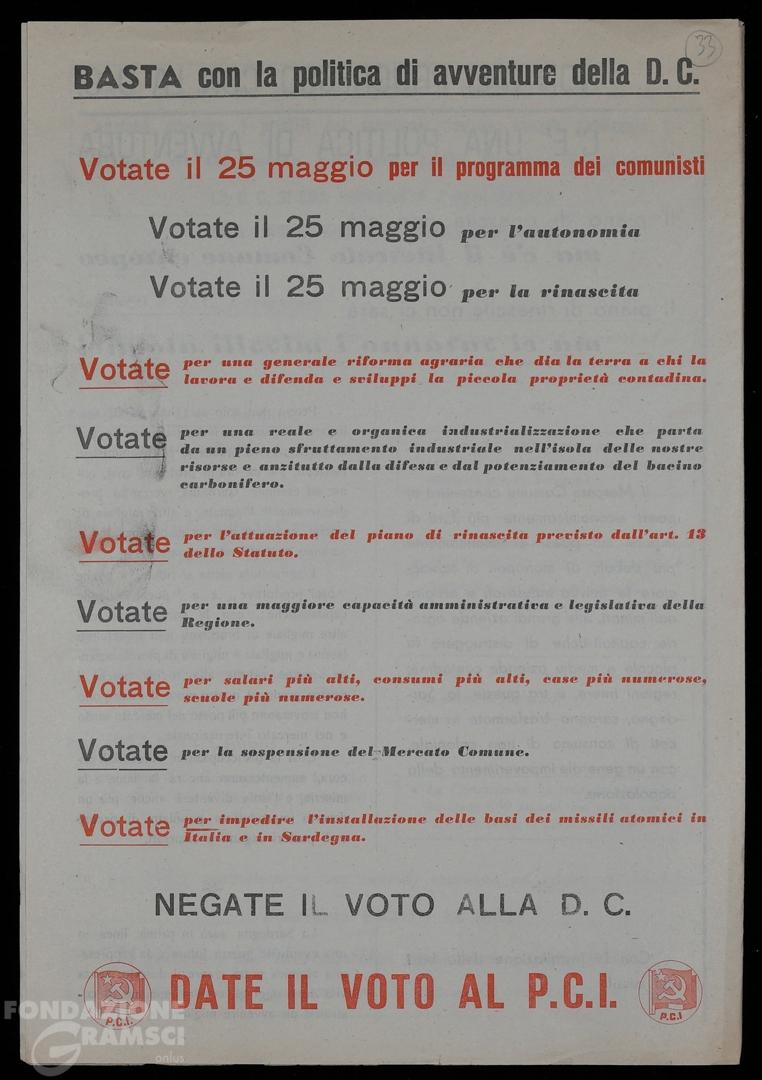 33
BASTA con la politica di avventure della D. C.
Votate il 25 maggio per il programma dei comunisti
Votate il 25 maggio per l'autonomia
Votate il 25 maggio per la rinascita
Votate per una generale riforma agraria che dia la terra a chi la
lavora e difenda e sviluppi la piccola proprietà contadina.
Votate per una reale e organica industrializzazione che parta
da un pieno sfruttamento industriale nell'isola delle nostre
risorse e anzitutto dalla difesa e dal potenziamento del bacino
carbonifero.
Votate per l'attuazione del piano di rinascita previsto dall'art. 13
dello Statuto.
Votate per una maggiore capacità amministrativa e legislativa della
Regione.
Votate per salari più alti, consumi più alti, case più numerose,
scuole più numerose.
Votate per la sospensione del Mercato Comune.
Votate per impedire l'installazione delle basi dei missili atomici in
Italia e in Sardegna.
NEGATE IL VOTO ALLA D. C.
DATE IL VOTO AL P.C.I.
P.C.I.
P.C.I.
FONDAZIONE
GRAMSCI
onlus